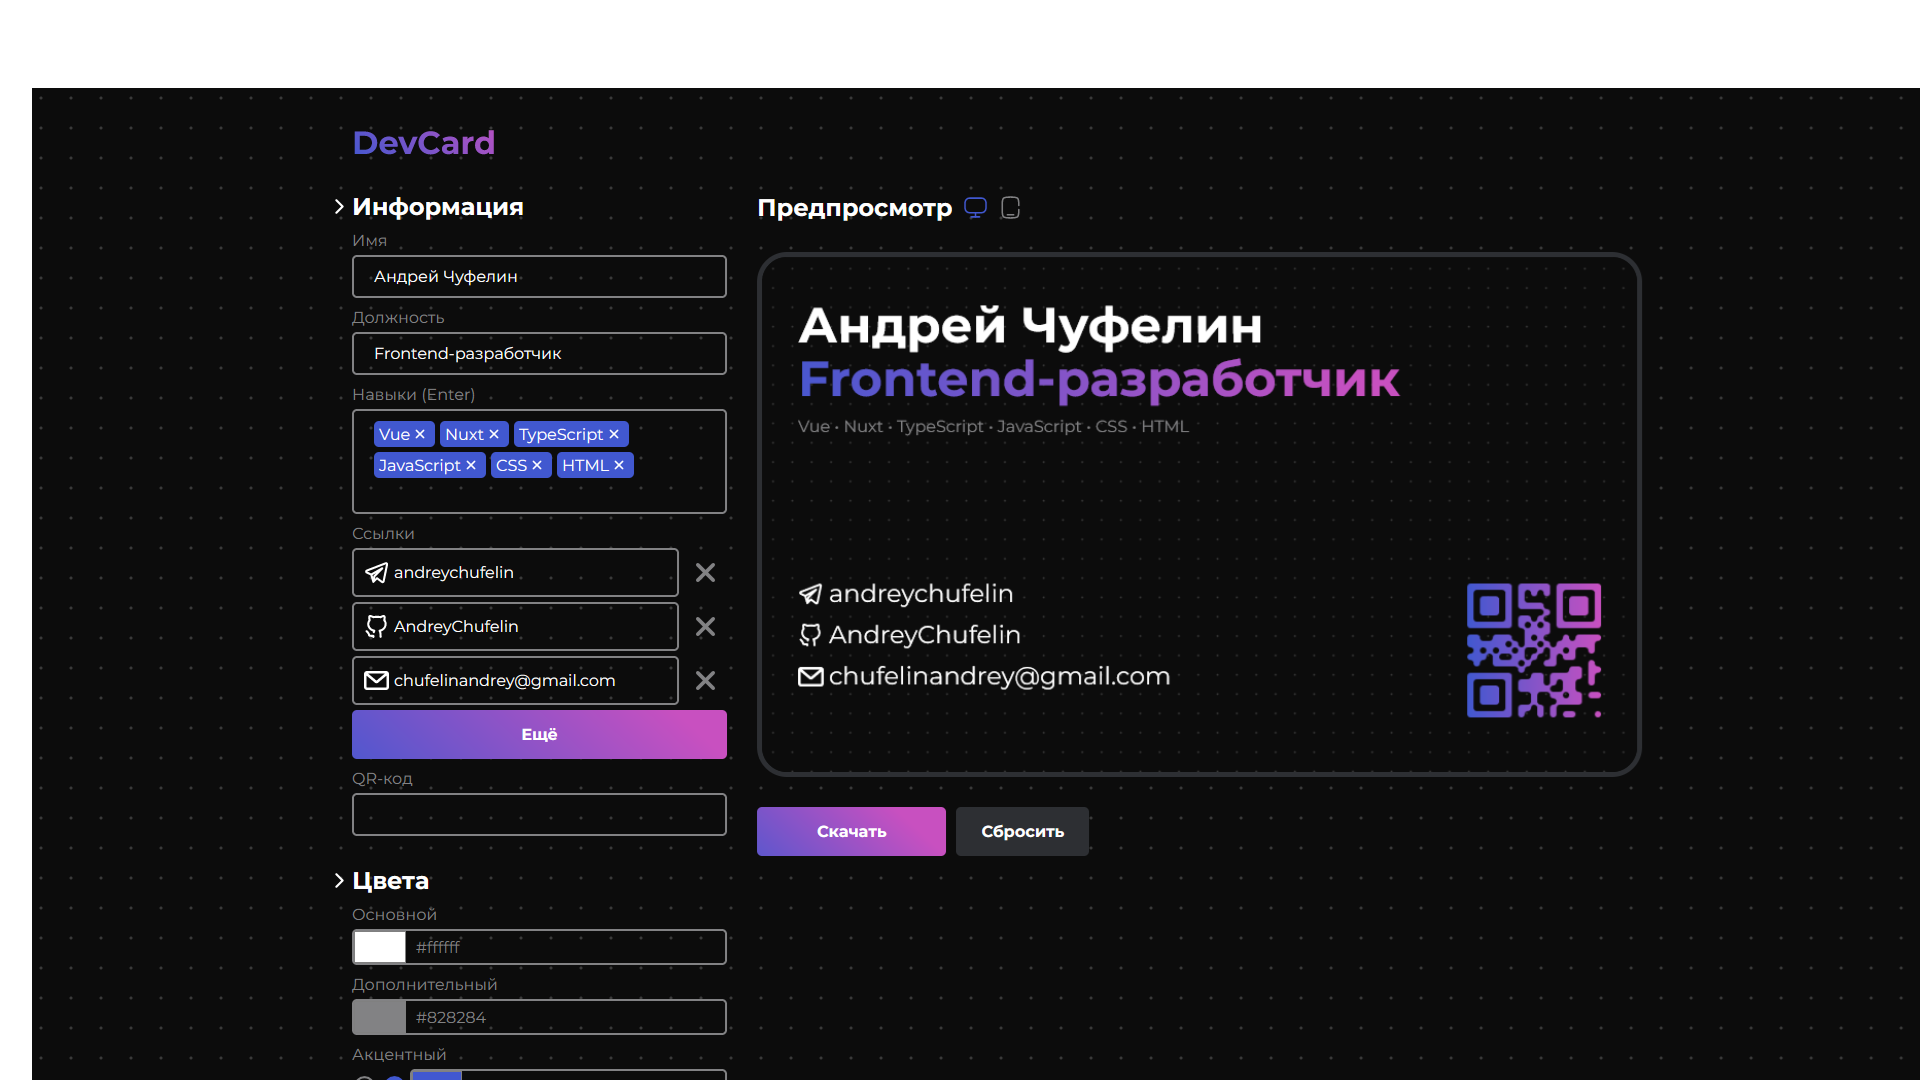 DevCard
Информация
Имя
Андрей Чуфелин
Должность
Frontend-разработчик
Навыки (Enter)
Vue ✕ Nuxt ✕ TypeScript ✕
JavaScript ✕ CSS ✕ HTML ✕
Ссылки
andreychufelin
AndreyChufelin
chufelinandrey@gmail.com
Ещё
QR-код
Цвета
Основной
#ffffff
Дополнительный
#828284
Акцентный
Предпросмотр
Андрей Чуфелин
Frontend-разработчик
Vue • Nuxt • TypeScript • JavaScript • CSS • HTML
andreychufelin
AndreyChufelin
chufelinandrey@gmail.com
Скачать
Сбросить